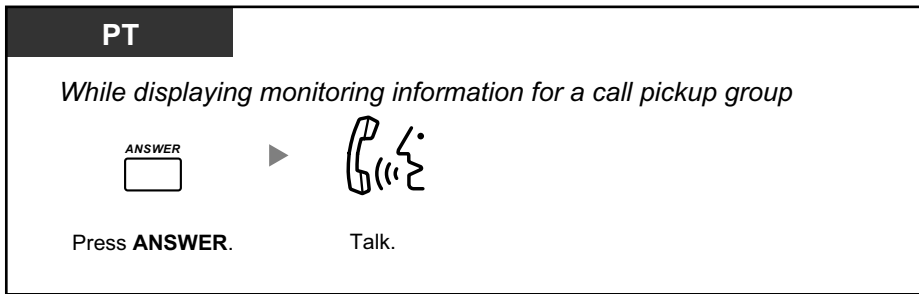 PT
While displaying monitoring information for a call pickup group
ANSWER
Press ANSWER.
Talk.